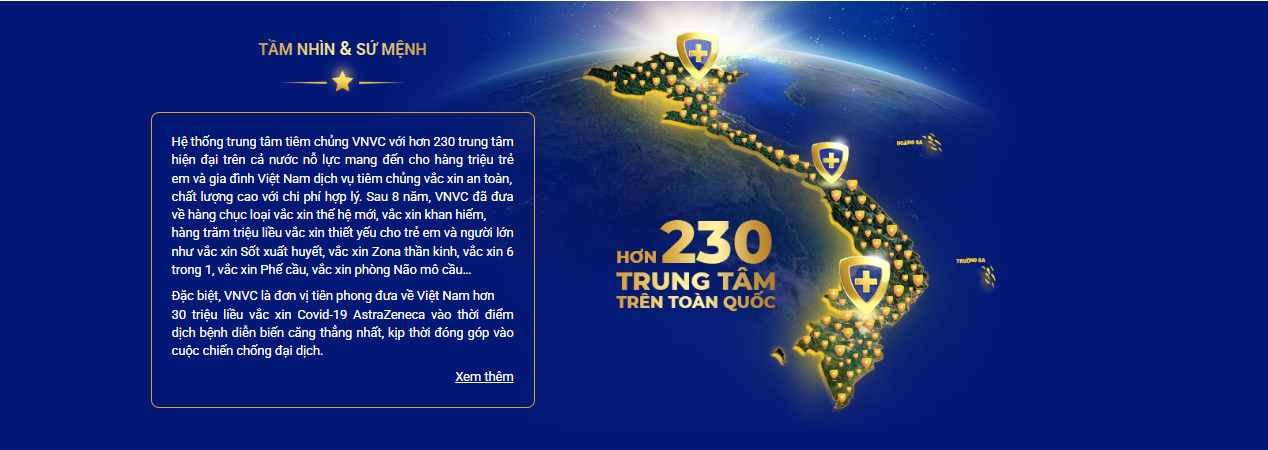 TẦM NHÌN & SỨ MỆNH
Hệ thống trung tâm tiêm chủng VNVC với hơn 230 trung tâm
hiện đại trên cả nước nỗ lực mang đến cho hàng triệu trẻ
em và gia đình Việt Nam dịch vụ tiêm chủng vắc xin an toàn,
chất lượng cao với chi phí hợp lý. Sau 8 năm, VNVC đã đưa
về hàng chục loại vắc xin thế hệ mới, vắc xin khan hiếm,
hàng trăm triệu liều vắc xin thiết yếu cho trẻ em và người lớn
như vắc xin Sốt xuất huyết, vắc xin Zona thần kinh, vắc xin 6
trong 1, vắc xin Phế cầu, vắc xin phòng Não mô cầu...
Đặc biệt, VNVC là đơn vị tiên phong đưa về Việt Nam hơn
30 triệu liều vắc xin Covid-19 AstraZeneca vào thời điểm
dịch bệnh diễn biến căng thẳng nhất, kịp thời đóng góp vào
cuộc chiến chống đại dịch.
Xem thêm
HƠN 230
TRUNG TÂM
TRÊN TOÀN QUỐC
HOÀNG SA
TRƯỜNG SA